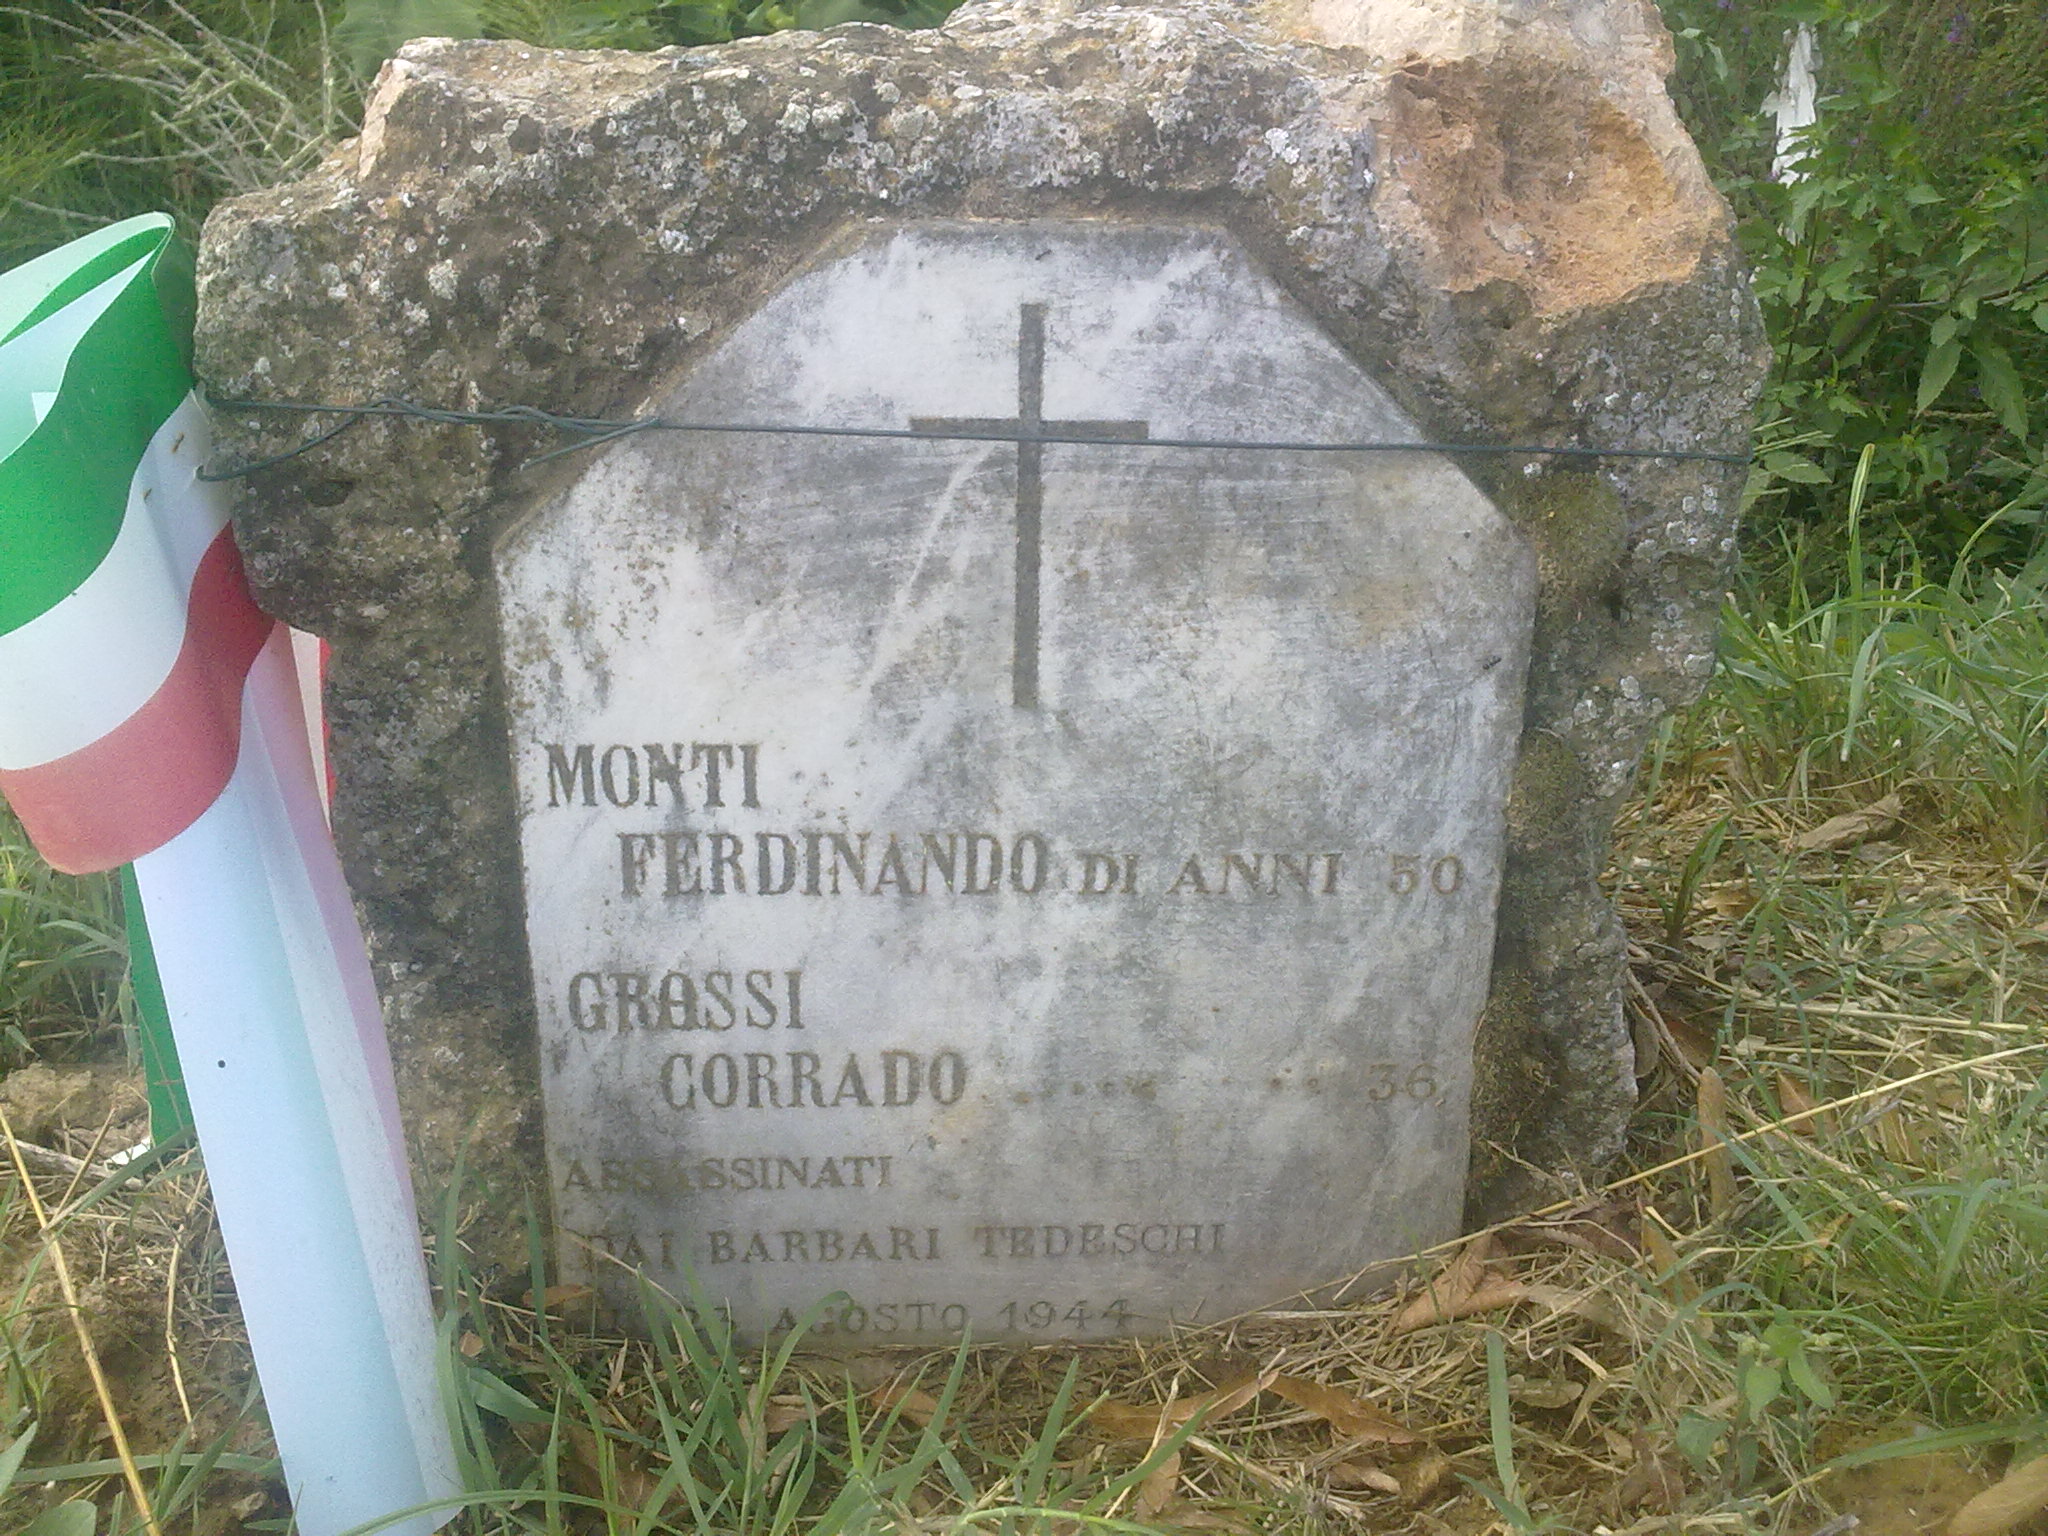 MONTI
FERDINANDO DI ANNI 50
GROSSI
CORRADO 36
ASSASSINATI
DAI BARBARI TEDESCHI
AGOSTO 1944